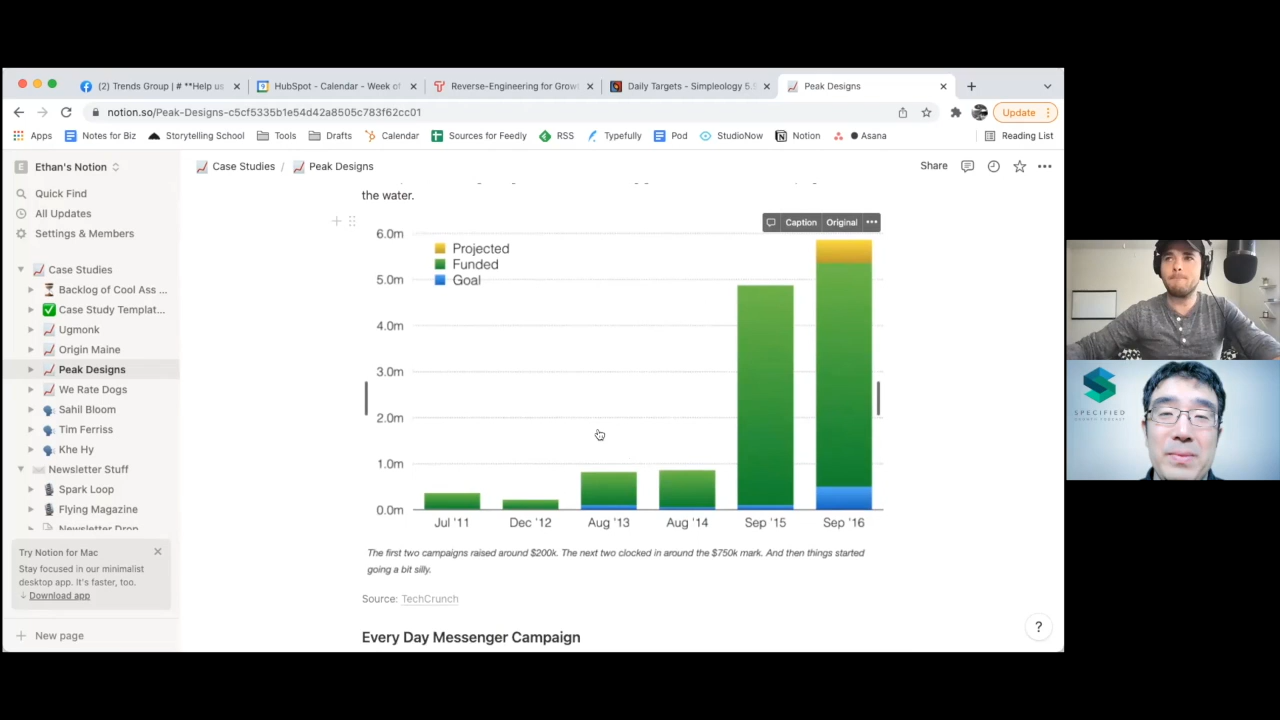 (2) Trends Group | # **Help us
HubSpot - Calendar - Week of
Reverse-Engineering for Grow
Daily Targets - Simpleology 5.5
Peak Designs
notion.so/Peak-Designs-c5cf5335b1e54d42a8505c783f62cc01
Update
Apps
Notes for Biz
Storytelling School
Tools
Drafts
Calendar
Sources for Feedly
RSS
Typefully
Pod
StudioNow
Notion
Asana
Reading List
E Ethan's Notion
Case Studies / Peak Designs
Share
Quick Find
All Updates
Settings & Members
Case Studies
Backlog of Cool Ass ...
Case Study Templat...
Ugmonk
Origin Maine
Peak Designs
We Rate Dogs
Sahil Bloom
Tim Ferriss
Khe Hy
Newsletter Stuff
Spark Loop
Flying Magazine
Newsletter Drop
Try Notion for Mac
Stay focused in our minimalist
desktop app. It's faster, too.
Download app
New page
the water.
Caption
Original
6.0m
5.0m
4.0m
3.0m
2.0m
1.0m
0.0m
Projected
Funded
Goal
Jul '11
Dec '12
Aug '13
Aug '14
Sep '15
Sep '16
The first two campaigns raised around $200k. The next two clocked in around the $750k mark. And then things started
going a bit silly.
Source: TechCrunch
Every Day Messenger Campaign
?
SPECIFIED